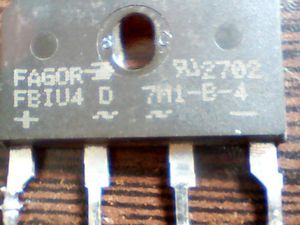 FAGOR 2702
FBIU4 D 7M1-B-4
+ ~ ~ -